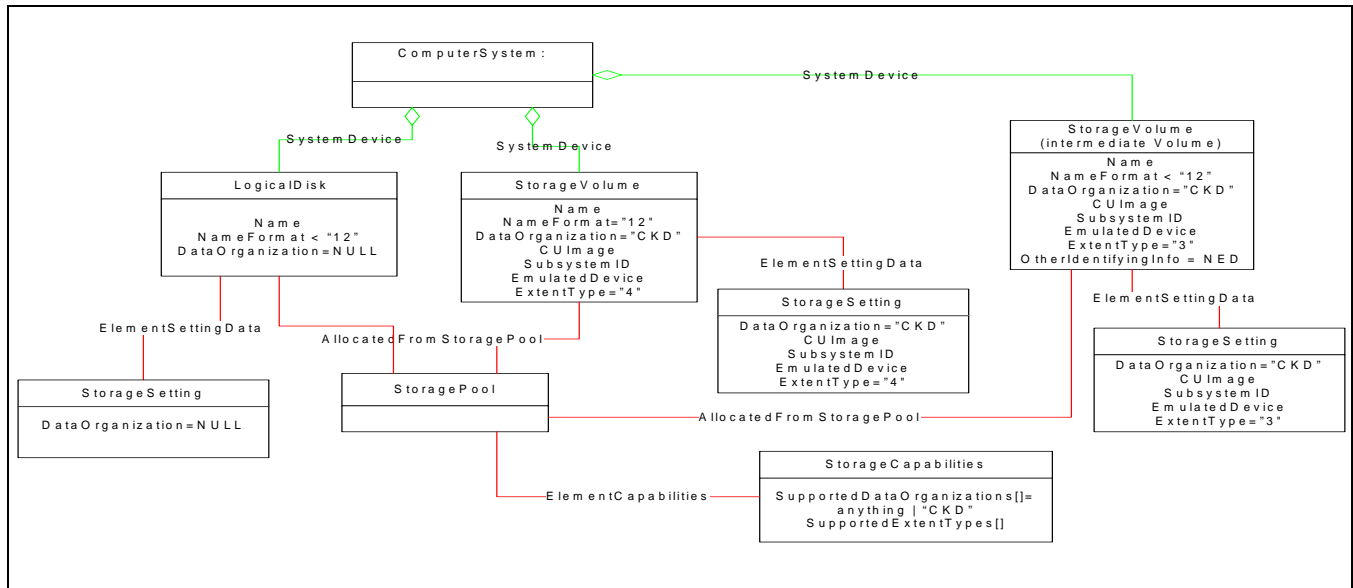 ComputerSystem:
SystemDevice
SystemDevice
SystemDevice
StorageVolume
(intermediate Volume)
Name
NameFormat < “12”
DataOrganization=”CKD”
CUImage
SubsystemID
EmulatedDevice
ExtentType=”3”
OtherIdentifyingInfo = NED
LogicalDisk
Name
NameFormat < “12”
DataOrganization=NULL
StorageVolume
Name
NameFormat=”12"
DataOrganization=”CKD”
CUImage
SubsystemID
EmulatedDevice
ExtentType=”4"
ElementSettingData
StorageSetting
DataOrganization=”CKD”
CUImage
SubsystemID
EmulatedDevice
ExtentType=”4"
ElementSettingData
StorageSetting
DataOrganization=”CKD”
CUImage
SubsystemID
EmulatedDevice
ExtentType=”3"
ElementSettingData
AllocatedFromStoragePool
StorageSetting
DataOrganization=NULL
StoragePool
AllocatedFromStoragePool
ElementCapabilities
StorageCapabilities
SupportedDataOrganizations[]=
anything | “CKD”
SupportedExtentTypes[]